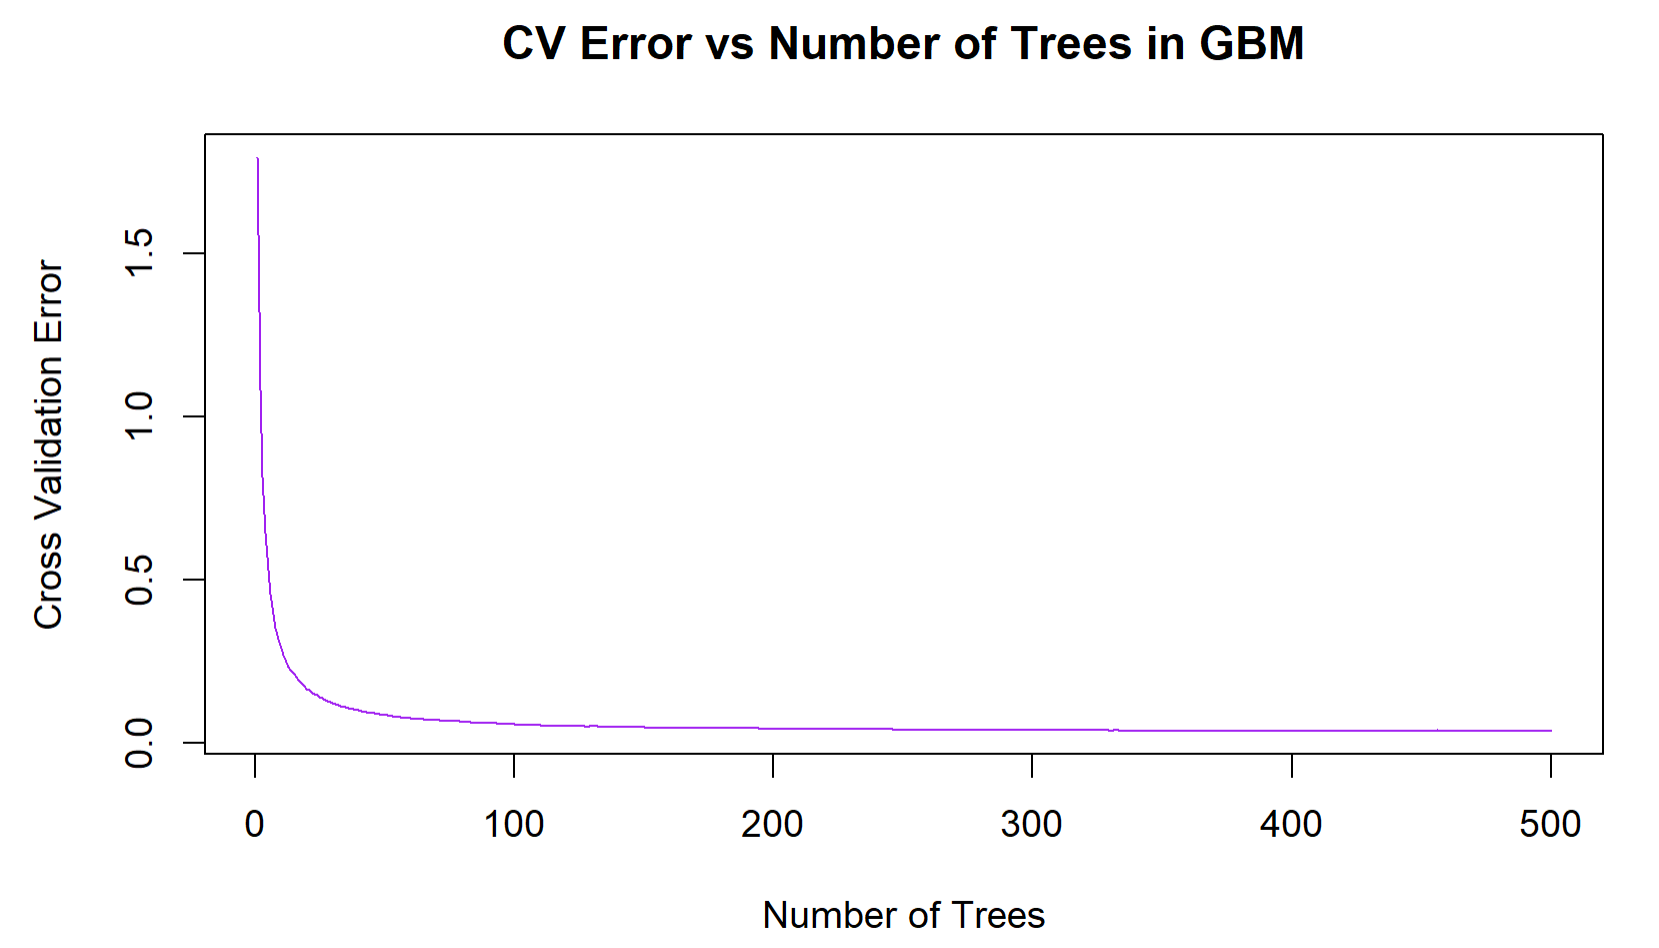 CV Error vs Number of Trees in GBM
Cross Validation Error
1.5
1.0
0.5
0.0
0 100 200 300 400 500
Number of Trees